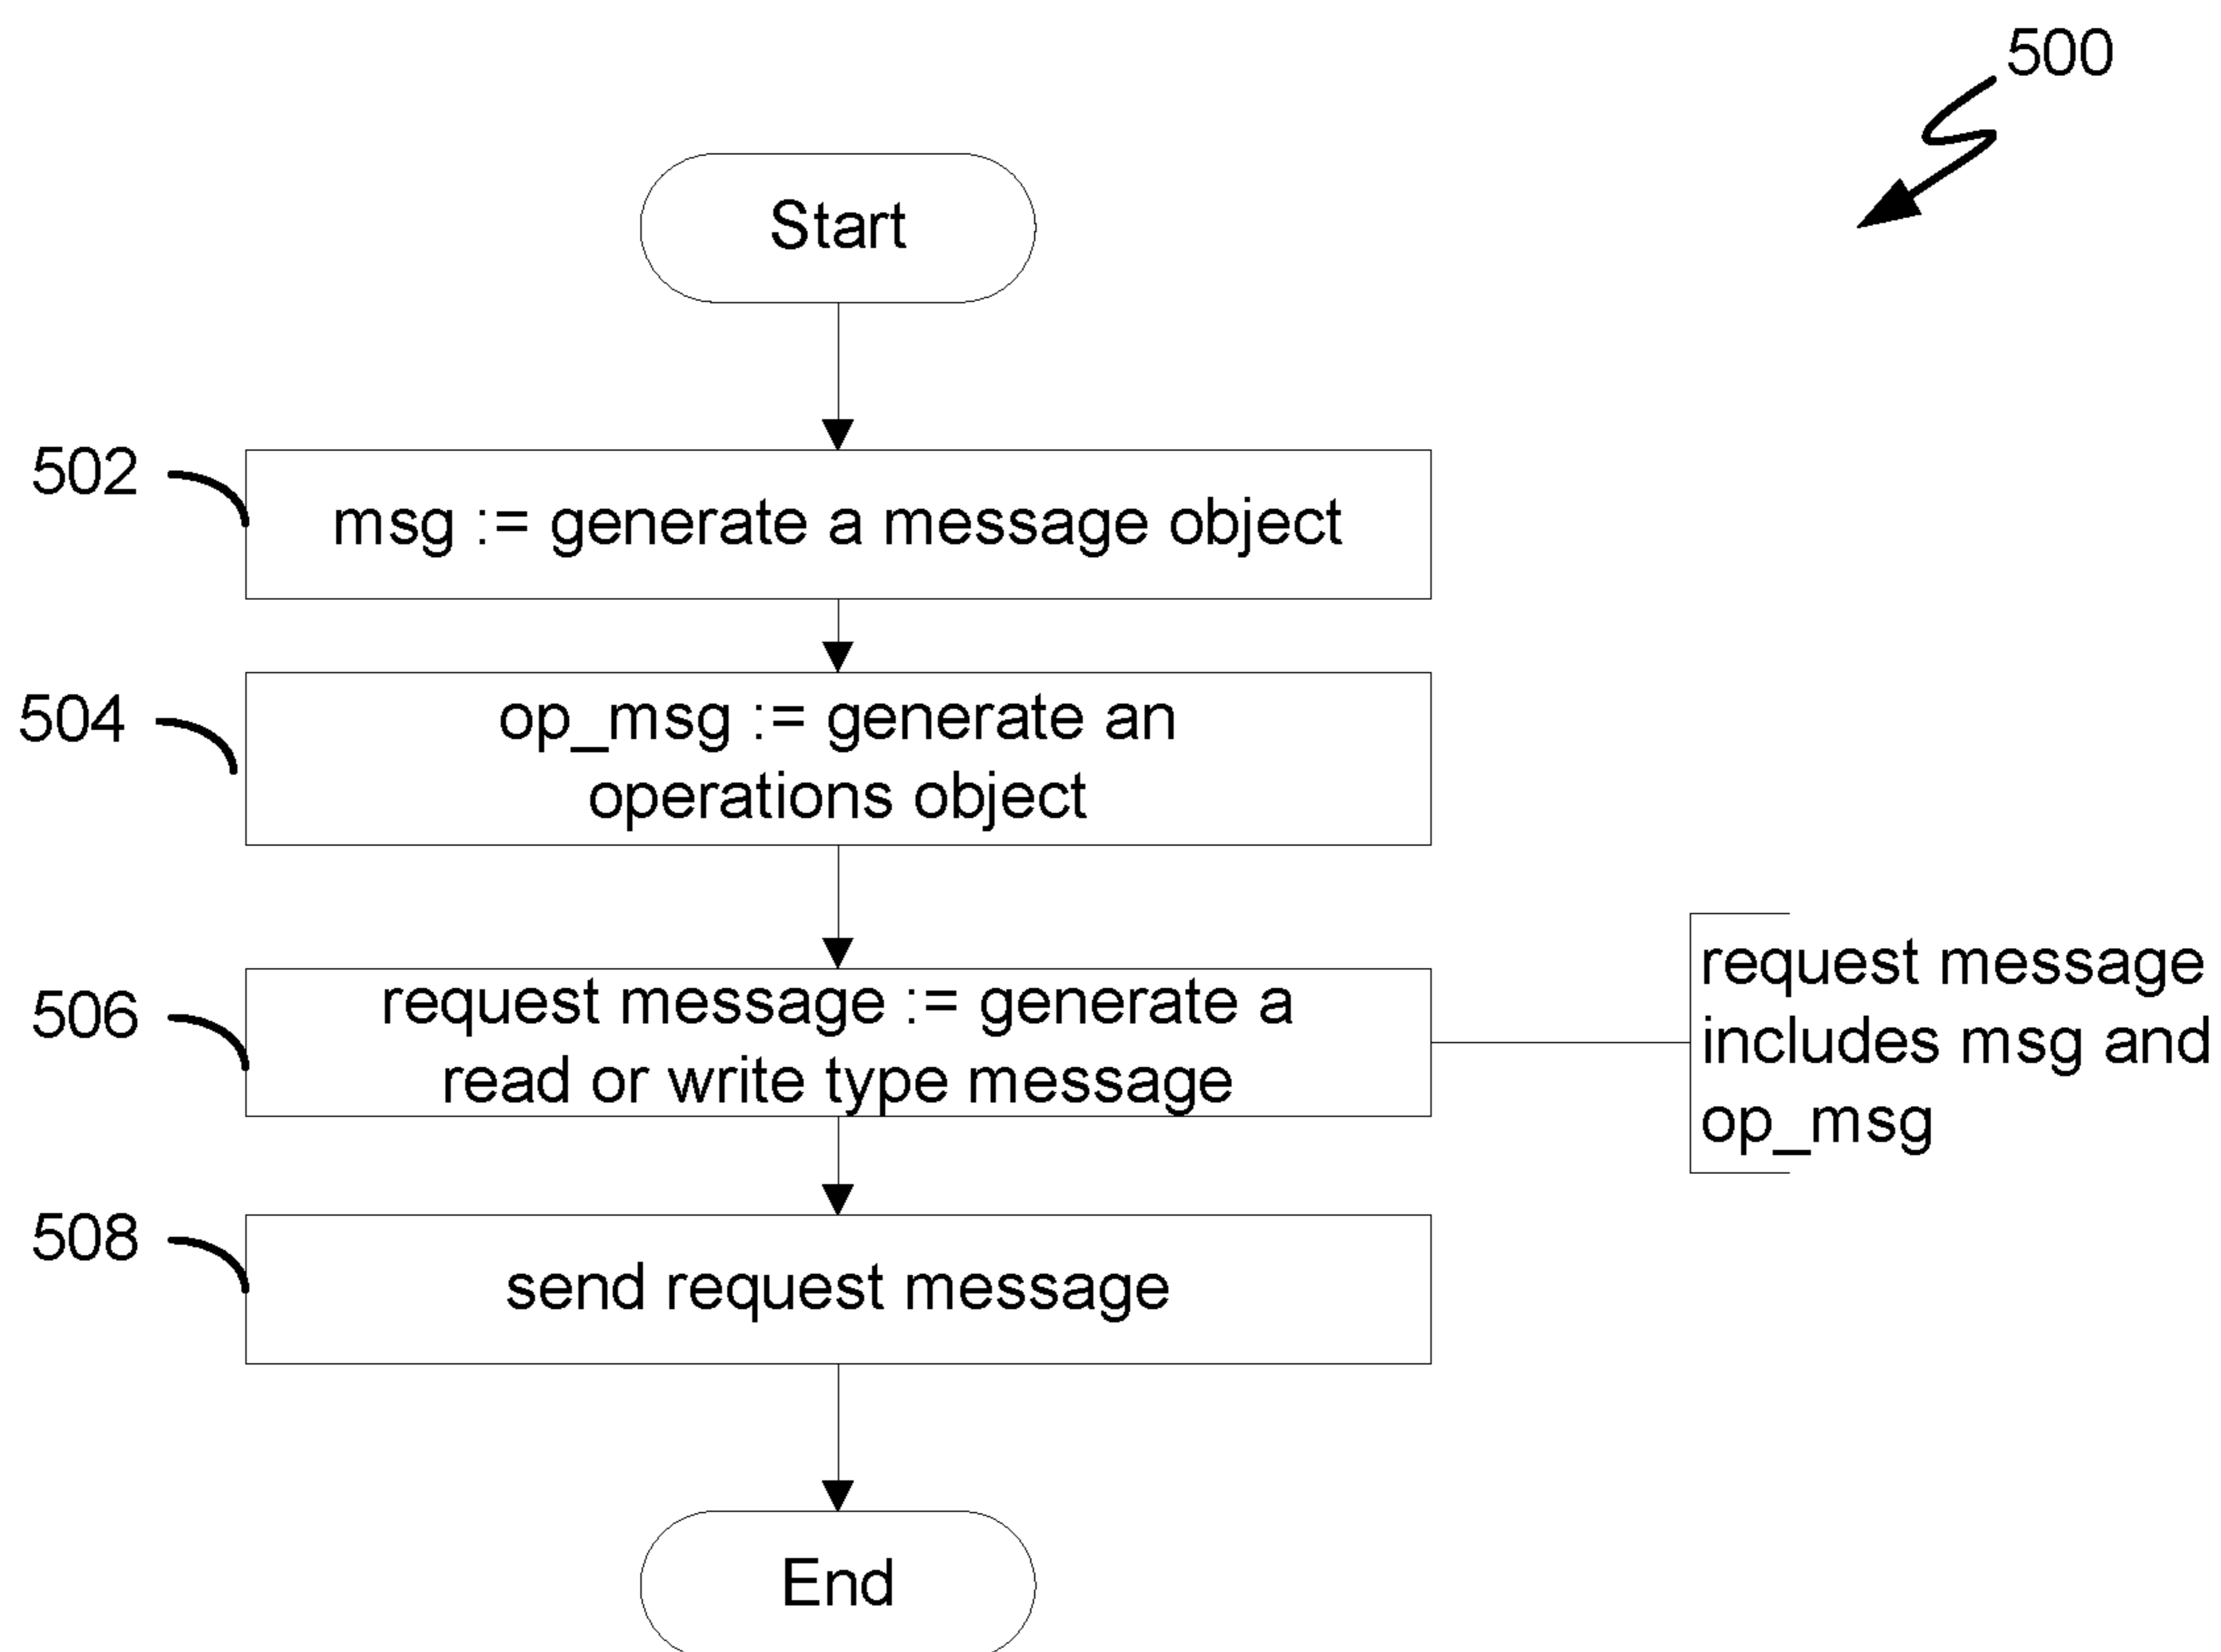 500
Start
502
msg := generate a message object
504
op_msg := generate an
operations object
506
request message := generate a
read or write type message
request message
includes msg and
op_msg
508
send request message
End